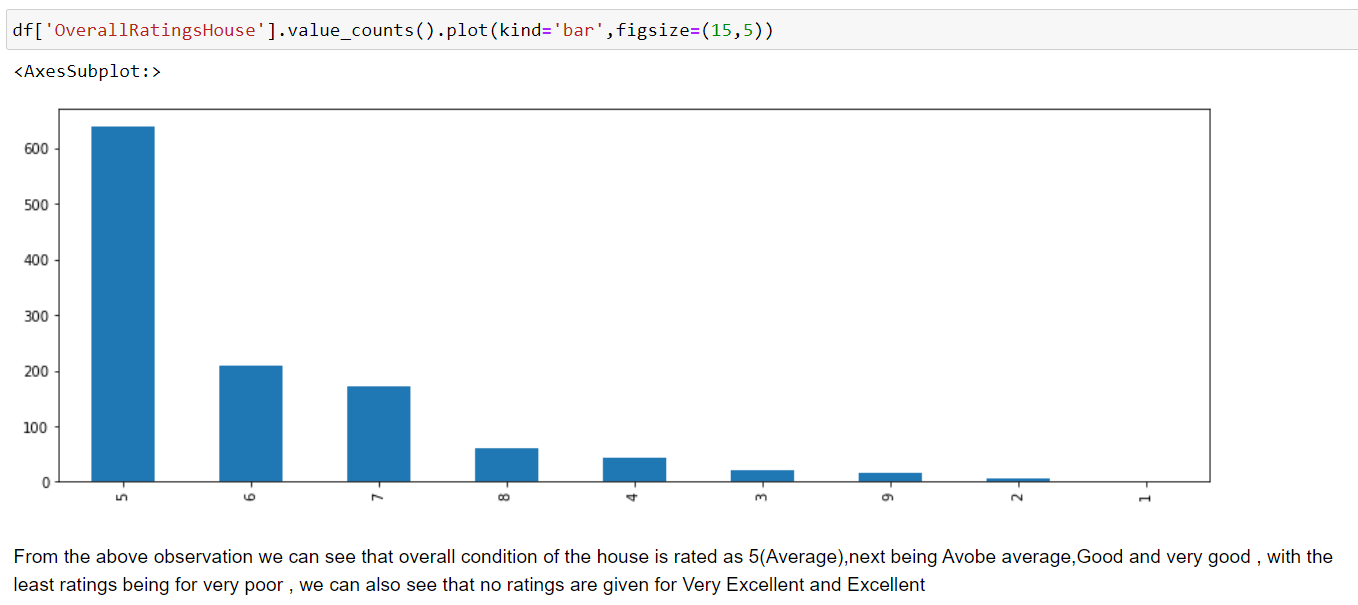 df['OverallRatingsHouse'].value_counts().plot(kind='bar',figsize=(15,5))
<AxesSubplot:>
600
500
400
300
200
100
0
5 6 7 8 4 3 9 2 1
From the above observation we can see that overall condition of the house is rated as 5(Average),next being Avobe average,Good and very good , with the
least ratings being for very poor , we can also see that no ratings are given for Very Excellent and Excellent